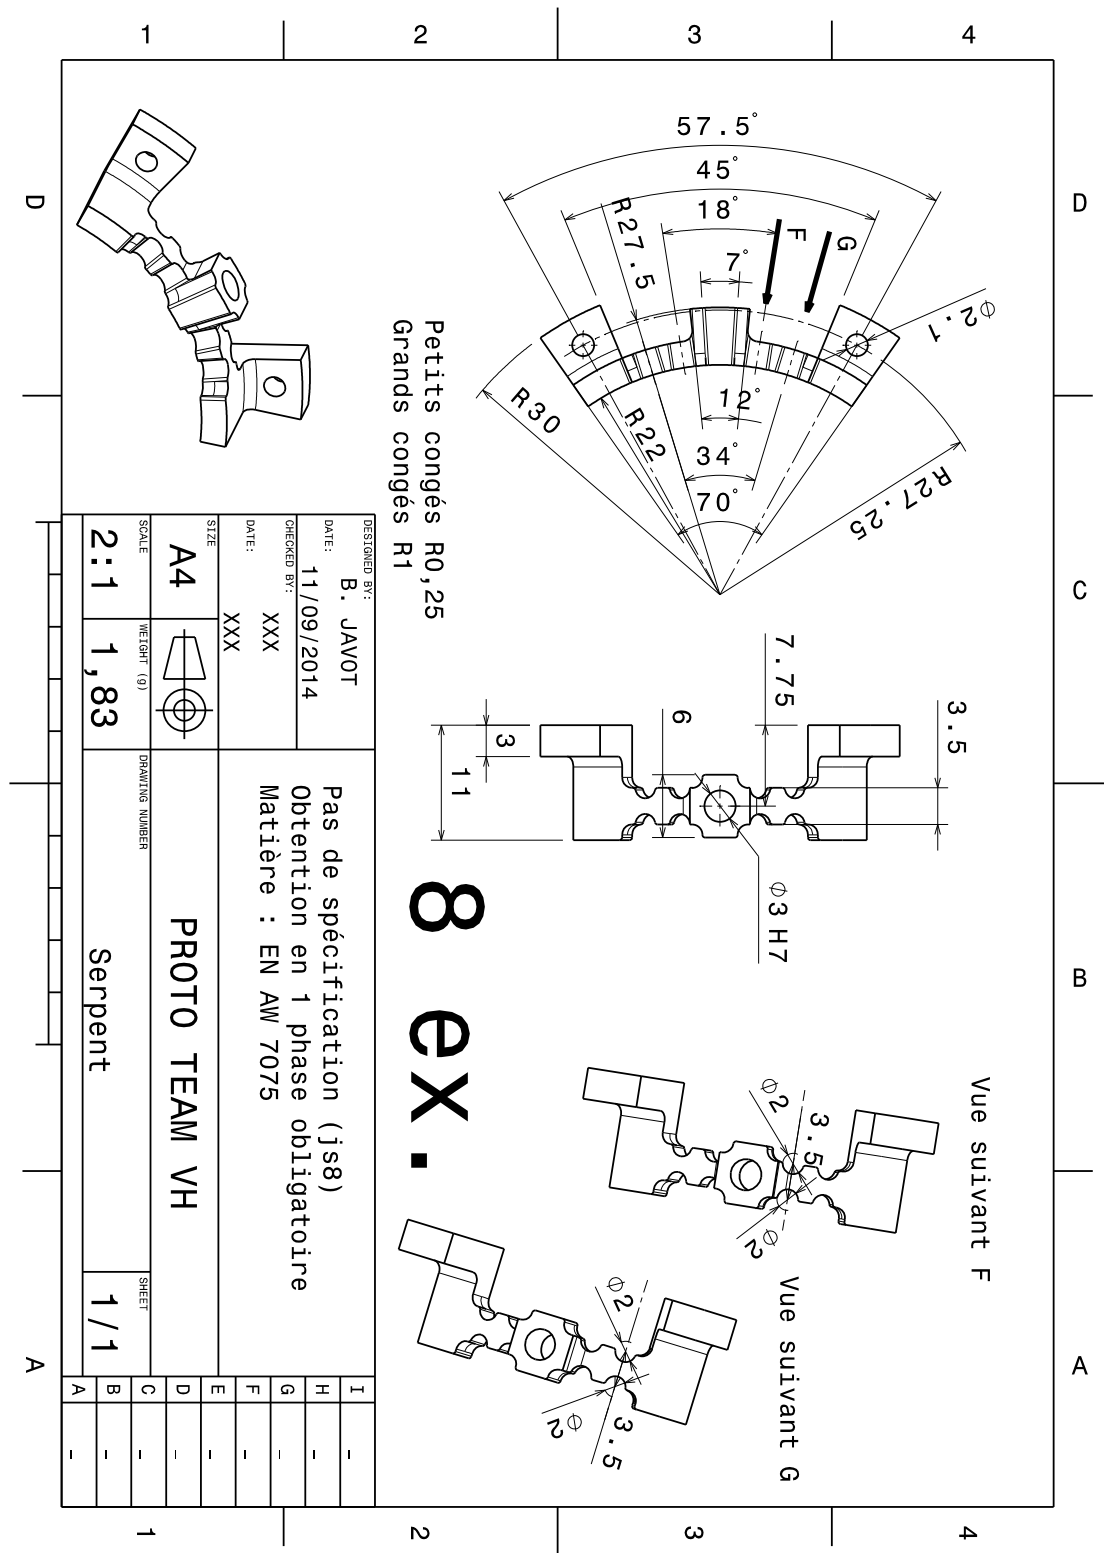 1 2 3 4
D
D
57.5°
45°
18°
7°
R27.5
F
G
⌀2.1
12°
34°
70°
R30
R22
R27.25
Petits congés R0,25
Grands congés R1
C
7.75
3.5
6
3
11
⌀3 H7
B
8 ex.
Vue suivant F
⌀2
3.5
⌀2
Vue suivant G
⌀2
3.5
⌀2
A
A
Pas de spécification (js8)
Obtention en 1 phase obligatoire
Matière : EN AW 7075
DESIGNED BY:
B. JAVOT
DATE:
11/09/2014
CHECKED BY:
XXX
DATE:
XXX
SIZE
A4
SCALE
2:1
WEIGHT (g)
1,83
PROTO TEAM VH
DRAWING NUMBER
Serpent
SHEET
1/1
I -
H -
G -
F -
E -
D -
C -
B -
A -
1 2 3 4